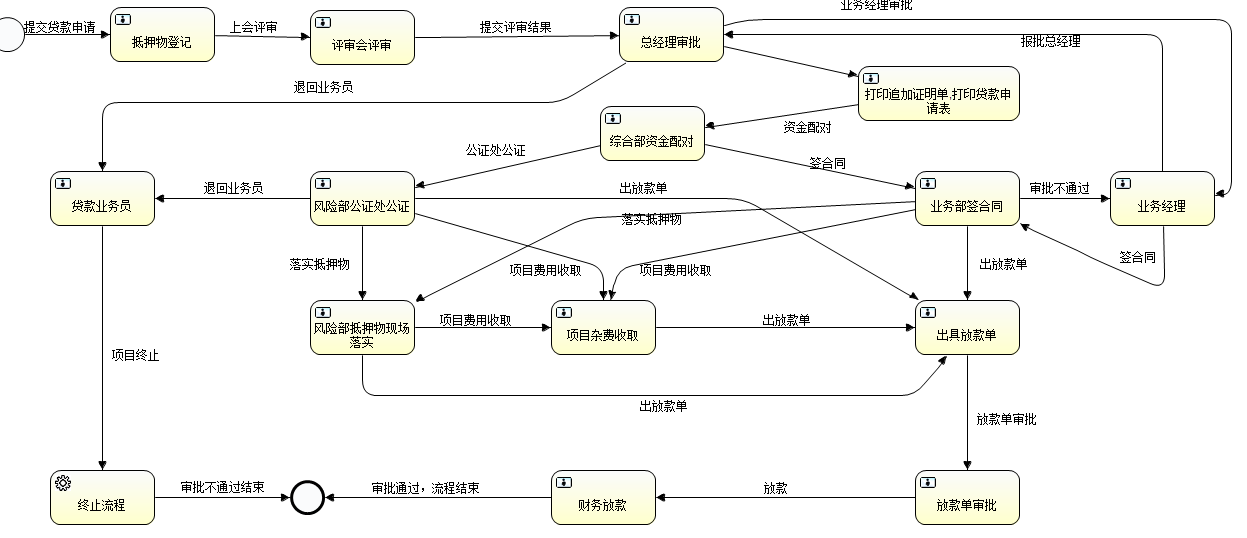 业务经理审批
提交贷款申请
抵押物登记
上会评审
评审会评审
提交评审结果
总经理审批
报批总经理
退回业务员
打印追加证明单,打印贷款申
请表
资金配对
综合部资金配对
公证处公证
签合同
贷款业务员
退回业务员
风险部公证处公证
出放款单
落实抵押物
业务部签合同
审批不通过
业务经理
落实抵押物
项目费用收取
项目费用收取
出放款单
签合同
风险部抵押物现场
落实
项目费用收取
项目杂费收取
出放款单
出具放款单
项目终止
出放款单
放款单审批
终止流程
审批不通过结束
审批通过，流程结束
财务放款
放款
放款单审批